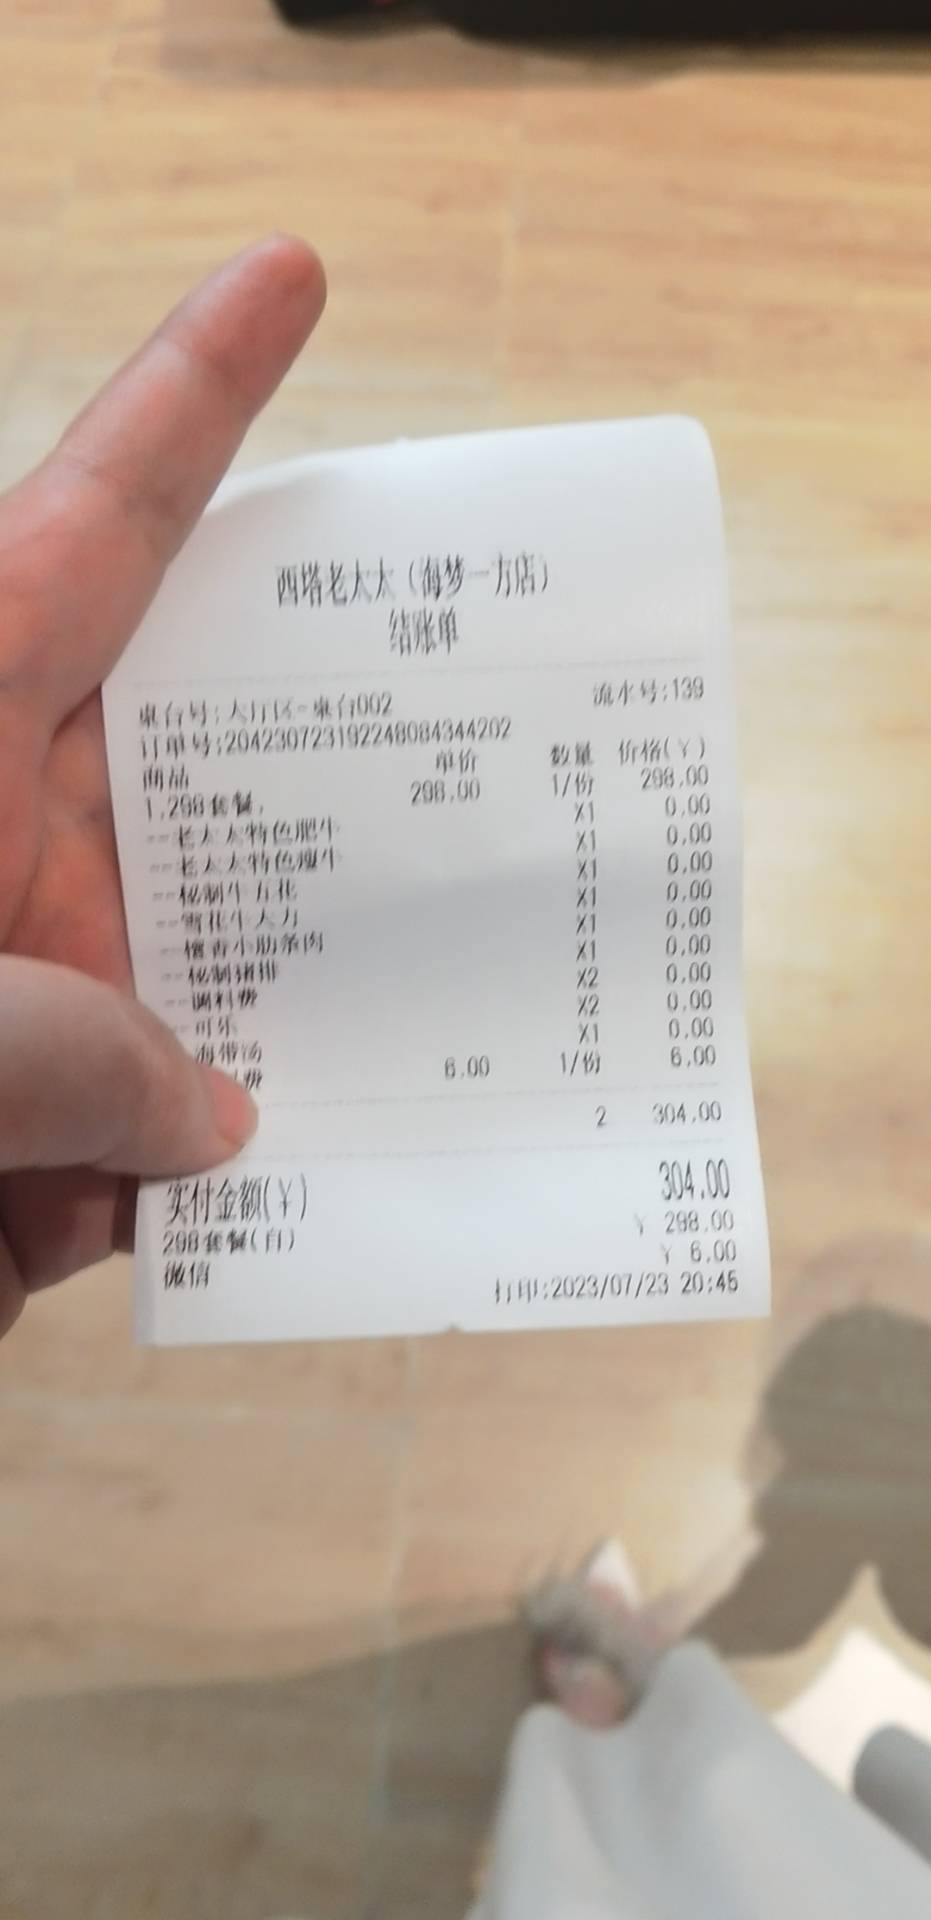 西塔老太太（海梦一方店）
结账单
桌台号:大厅区-桌台002 流水号:139
订单号:20423072319224808434​4202
商品 单价 数量 价格(￥)
1.298套餐. 298.00 1/份 298.00
--老太太特色肥牛 X1 0.00
--老太太特色瘦牛 X1 0.00
--秘制牛五花 X1 0.00
--雪花牛大刀 X1 0.00
--檀香小肋条肉 X1 0.00
--秘制猪排 X1 0.00
--调料费 X2 0.00
--可乐 X2 0.00
海带汤 X1 0.00
费 6.00 1/份 6.00
2 304.00
实付金额(￥) 304.00
298套餐(自) ￥ 298.00
微信 ￥ 6.00
打印:2023/07/23 20:45